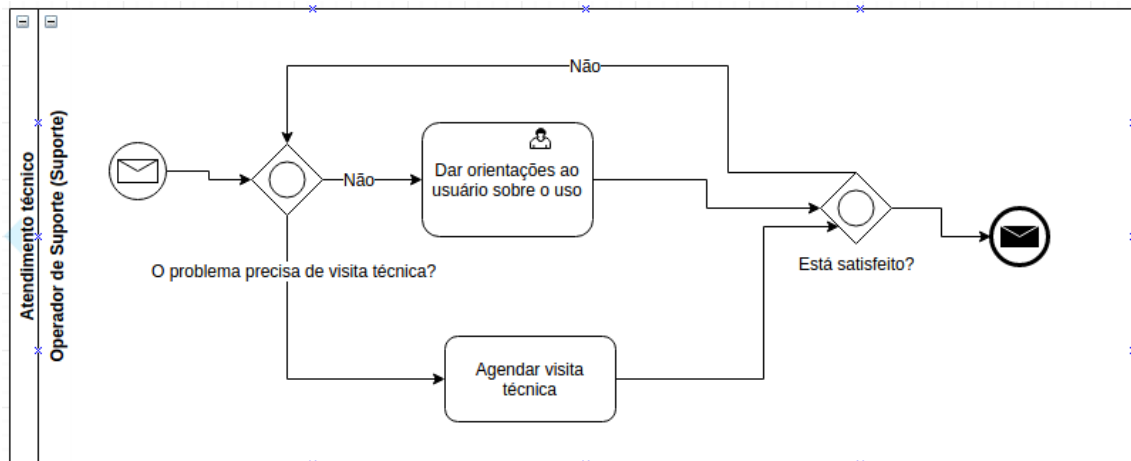 Atendimento técnico
Operador de Suporte (Suporte)
Não
Não
Dar orientações ao
usuário sobre o uso
O problema precisa de visita técnica?
Está satisfeito?
Agendar visita
técnica